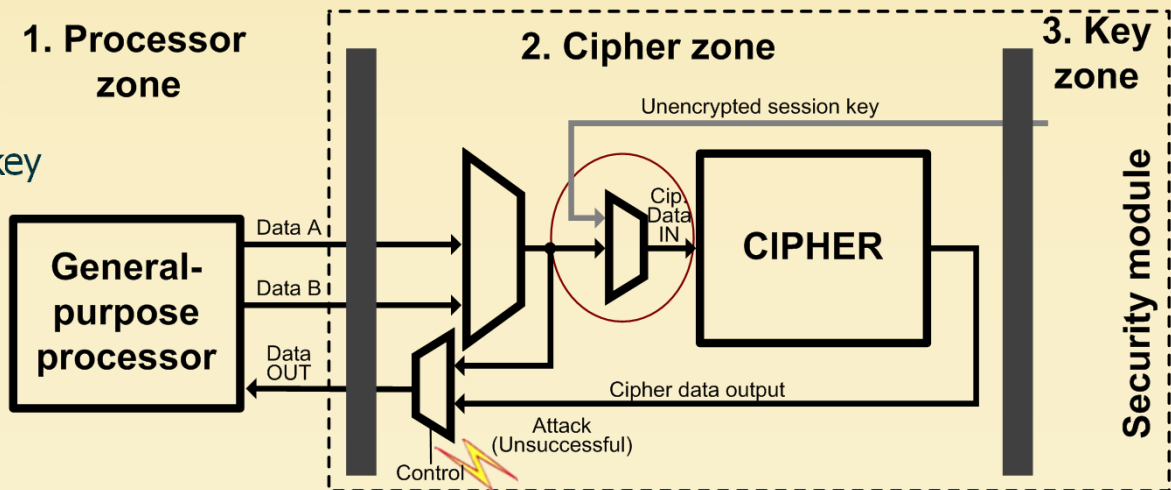 1. Processor
zone
2. Cipher zone
3. Key
zone
Unencrypted session key
key
Data A
Data B
Data
OUT
General-
purpose
processor
Cip.
Data
IN
CIPHER
Cipher data output
Attack
(Unsuccessful)
Control
Security module